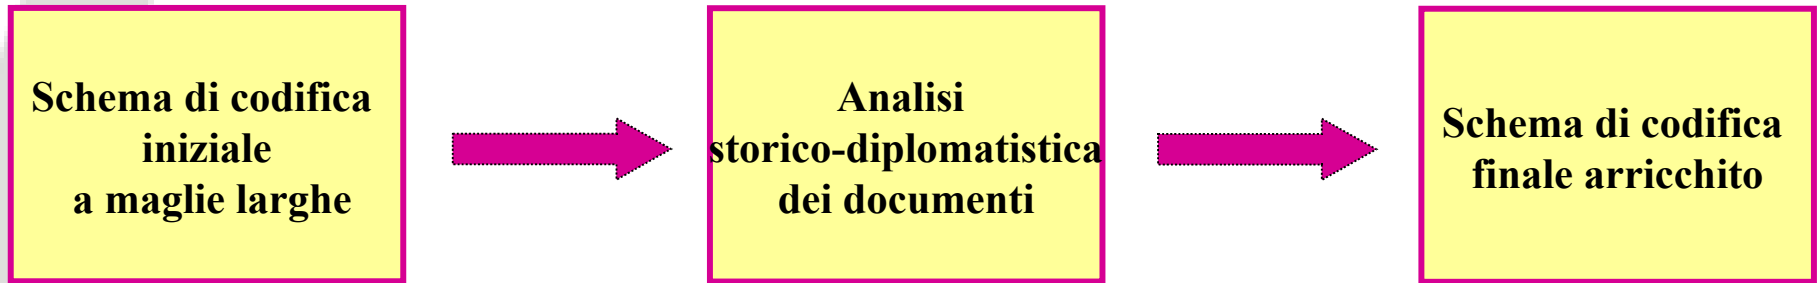 Schema di codifica
iniziale
a maglie larghe
Analisi
storico-diplomatistica
dei documenti
Schema di codifica
finale arricchito